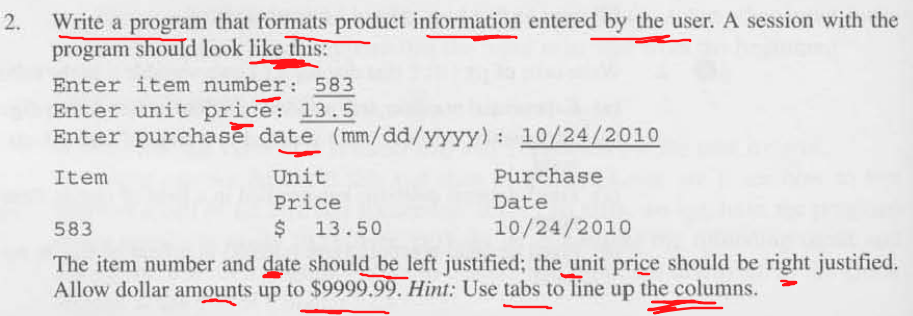 2. Write a program that formats product information entered by the user. A session with the
program should look like this:
Enter item number: 583
Enter unit price: 13.5
Enter purchase date (mm/dd/yyyy): 10/24/2010
Item Unit Purchase
Price Date
583 $ 13.50 10/24/2010
The item number and date should be left justified; the unit price should be right justified.
Allow dollar amounts up to $9999.99. Hint: Use tabs to line up the columns.